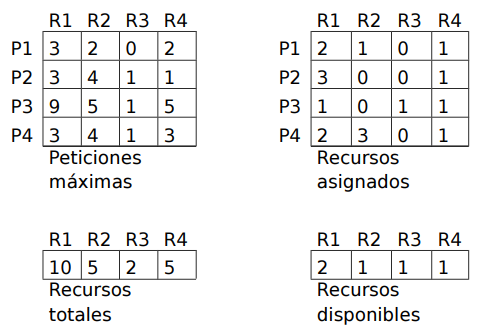 R1 R2 R3 R4
P1 3 2 0 2
P2 3 4 1 1
P3 9 5 1 5
P4 3 4 1 3
Peticiones
máximas
R1 R2 R3 R4
P1 2 1 0 1
P2 3 0 0 1
P3 1 0 1 1
P4 2 3 0 1
Recursos
asignados
R1 R2 R3 R4
10 5 2 5
Recursos
totales
R1 R2 R3 R4
2 1 1 1
Recursos
disponibles